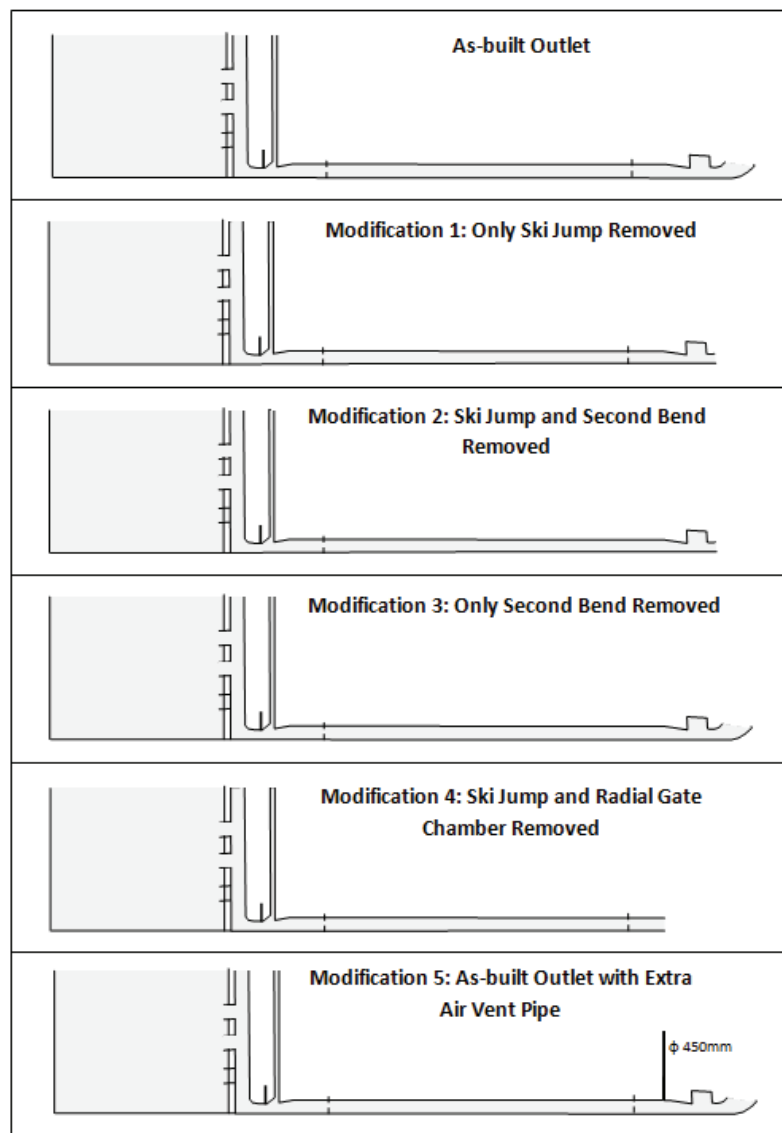 As-built Outlet
Modification 1: Only Ski Jump Removed
Modification 2: Ski Jump and Second Bend
Removed
Modification 3: Only Second Bend Removed
Modification 4: Ski Jump and Radial Gate
Chamber Removed
Modification 5: As-built Outlet with Extra
Air Vent Pipe
ϕ 450mm